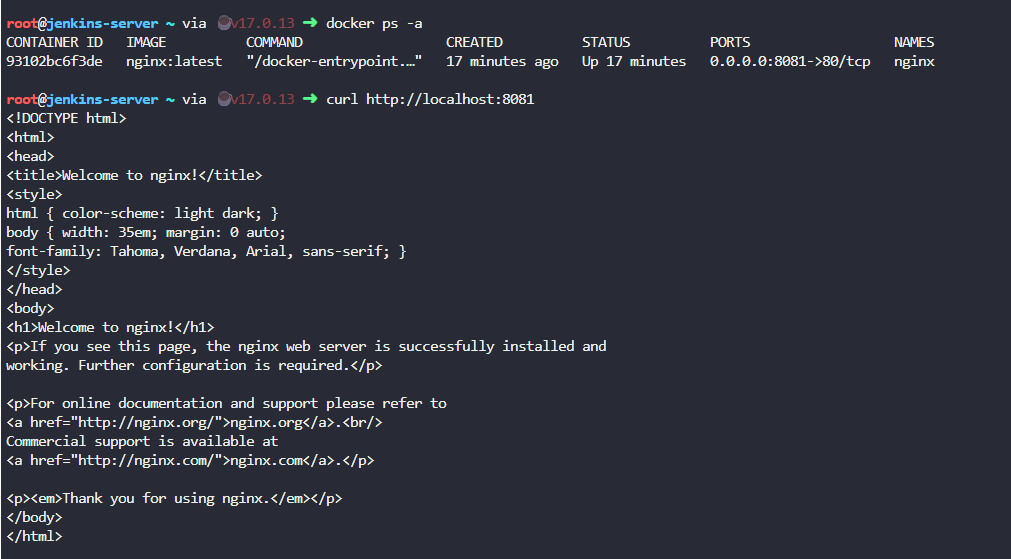 root@jenkins-server ~ via v17.0.13 ➜ docker ps -a
CONTAINER ID   IMAGE          COMMAND                  CREATED          STATUS          PORTS                  NAMES
93102bc6f3de   nginx:latest   "/docker-entrypoint.…"   17 minutes ago   Up 17 minutes   0.0.0.0:8081->80/tcp   nginx
root@jenkins-server ~ via v17.0.13 ➜ curl http://localhost:8081
<!DOCTYPE html>
<html>
<head>
<title>Welcome to nginx!</title>
<style>
html { color-scheme: light dark; }
body { width: 35em; margin: 0 auto;
font-family: Tahoma, Verdana, Arial, sans-serif; }
</style>
</head>
<body>
<h1>Welcome to nginx!</h1>
<p>If you see this page, the nginx web server is successfully installed and
working. Further configuration is required.</p>
<p>For online documentation and support please refer to
<a href="http://nginx.org/">nginx.org</a>.<br/>
Commercial support is available at
<a href="http://nginx.com/">nginx.com</a>.</p>
<p><em>Thank you for using nginx.</em></p>
</body>
</html>